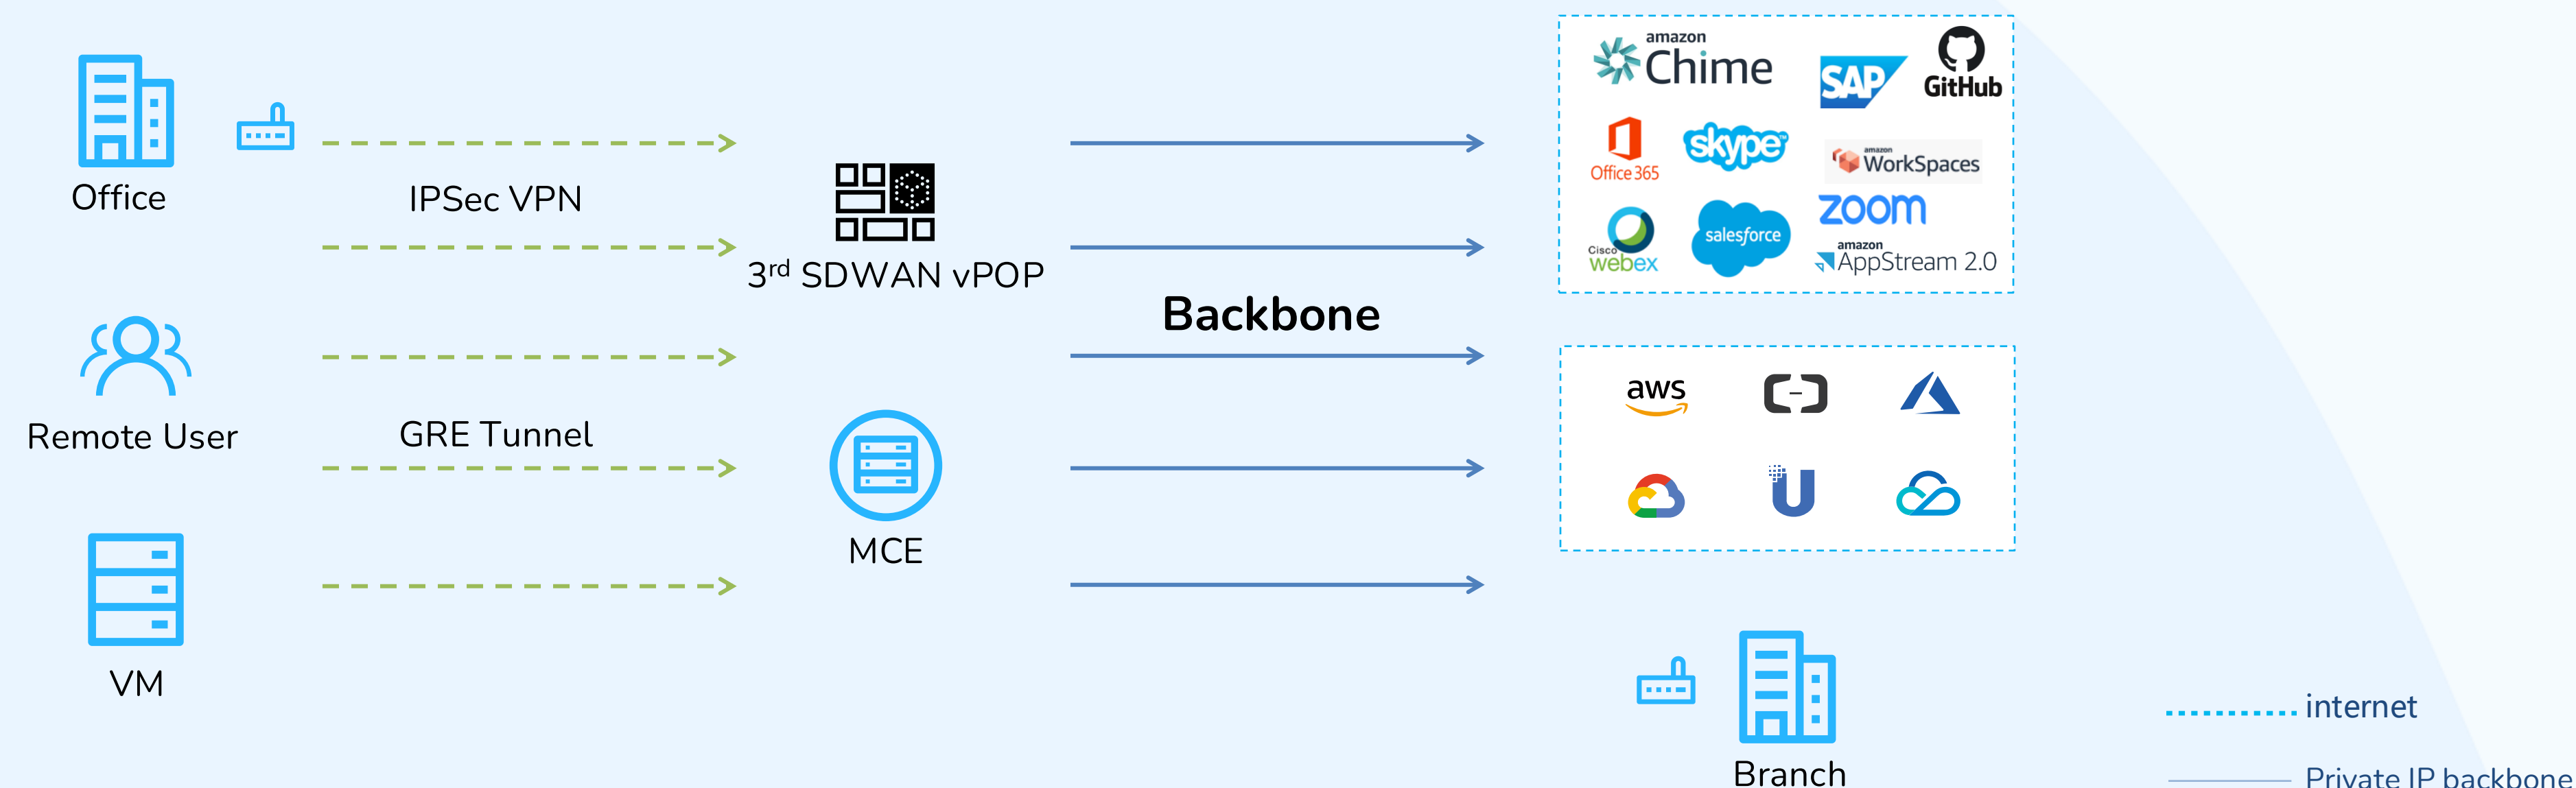 Office
IPSec VPN
3rd SDWAN vPOP
Remote User
GRE Tunnel
MCE
VM
Backbone
amazon
Chime
SAP
GitHub
Office 365
skype™
amazon
WorkSpaces
Cisco
webex
salesforce
zoom
amazon
AppStream 2.0
aws
U
Branch
internet
Private IP backbone